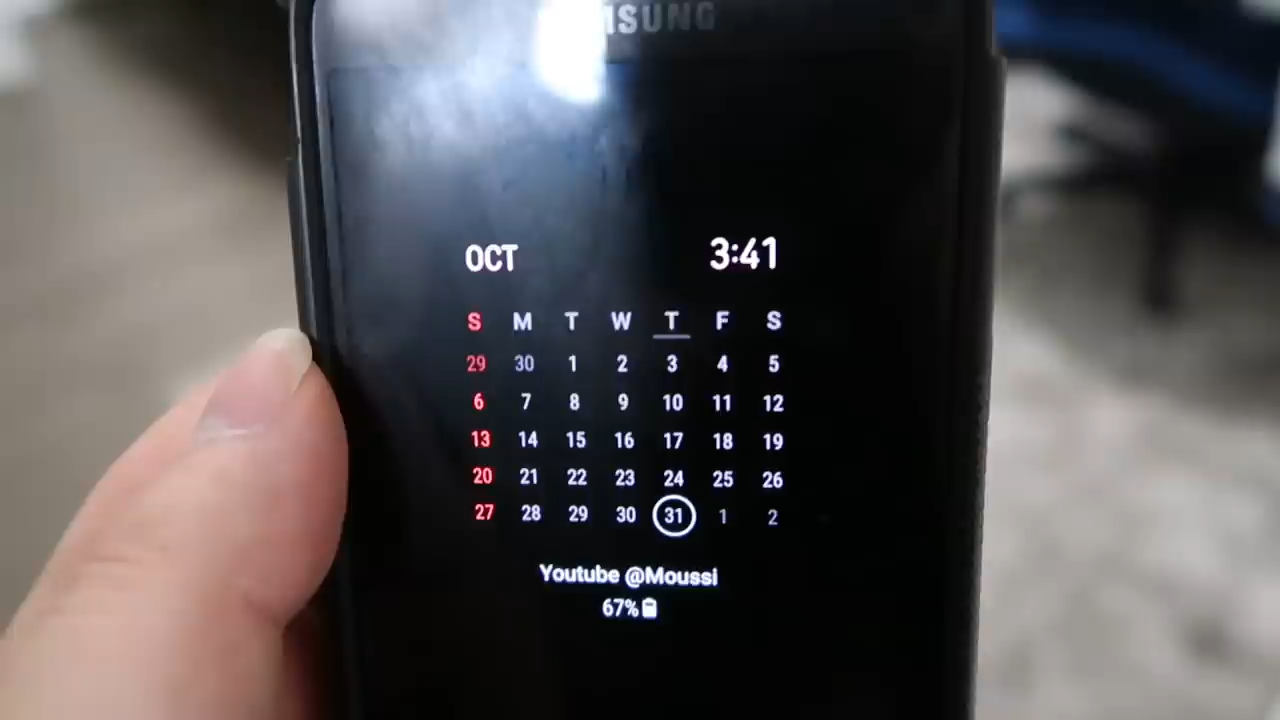 SAMSUNG
OCT 3:41
S M T W T F S
29 30 1 2 3 4 5
6 7 8 9 10 11 12
13 14 15 16 17 18 19
20 21 22 23 24 25 26
27 28 29 30 31 1 2
Youtube @Moussi
67%